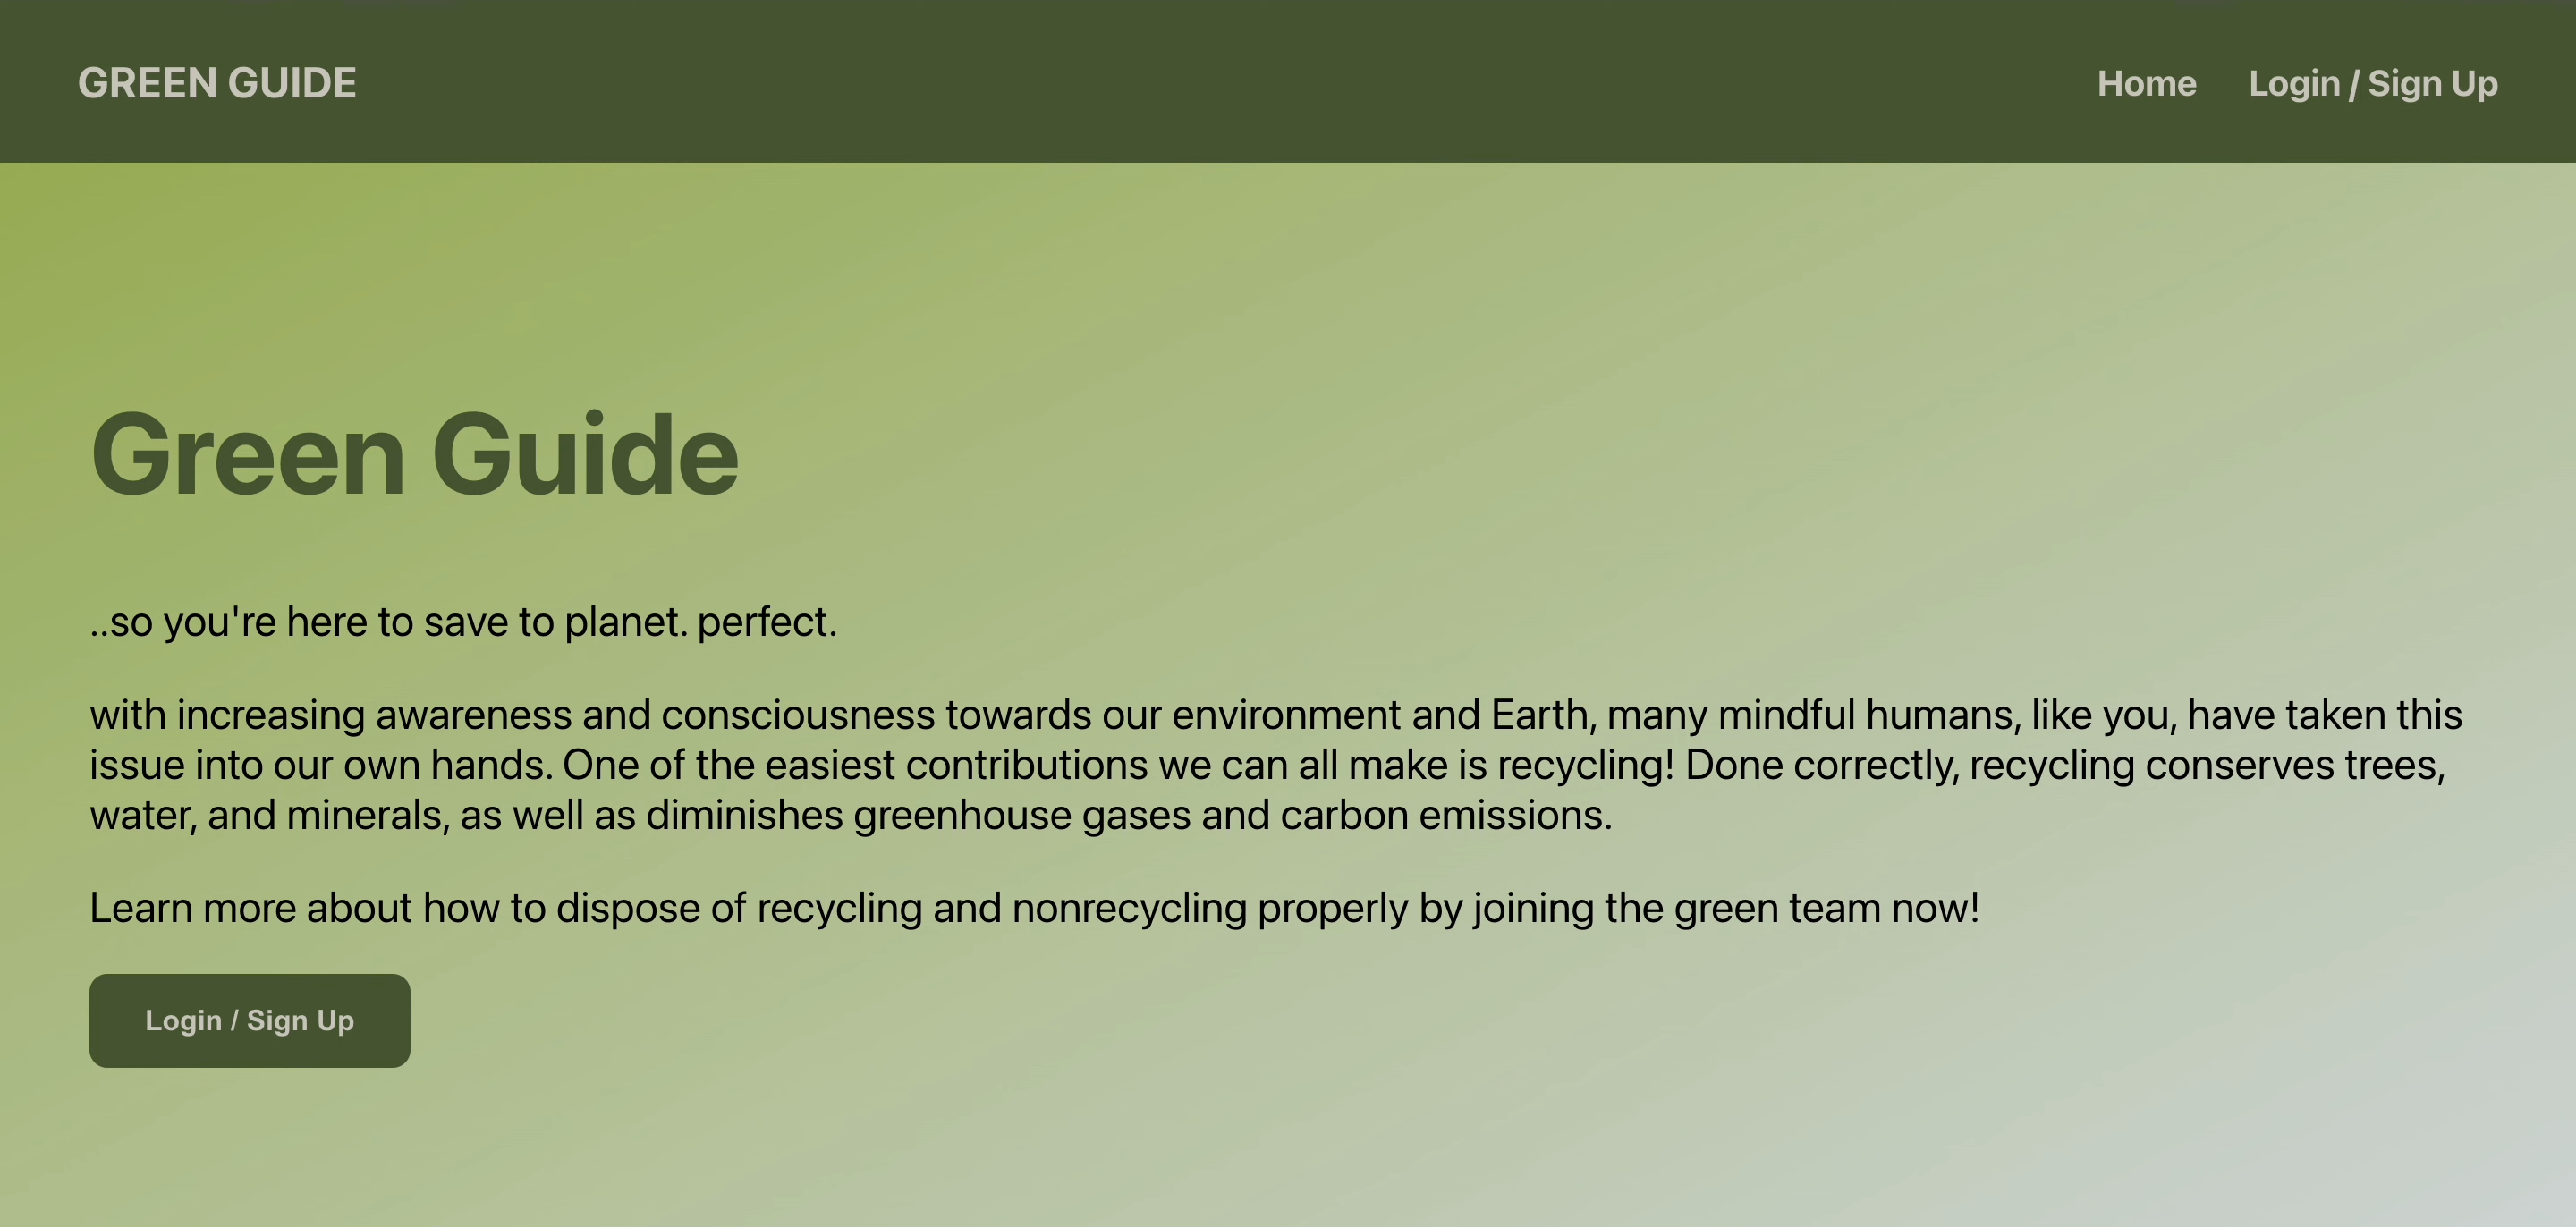 GREEN GUIDE
Home
Login / Sign Up
Green Guide
..so you're here to save to planet. perfect.
with increasing awareness and consciousness towards our environment and Earth, many mindful humans, like you, have taken this
issue into our own hands. One of the easiest contributions we can all make is recycling! Done correctly, recycling conserves trees,
water, and minerals, as well as diminishes greenhouse gases and carbon emissions.
Learn more about how to dispose of recycling and nonrecycling properly by joining the green team now!
Login / Sign Up